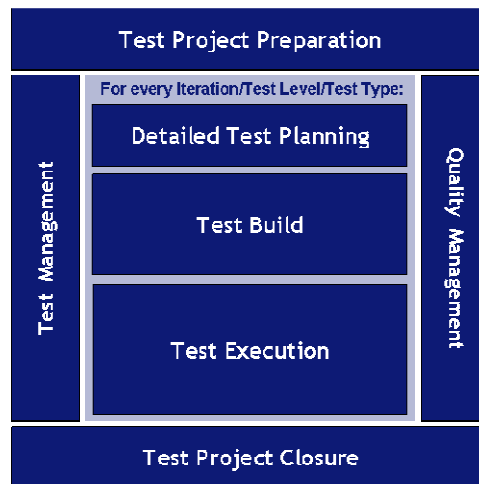 Test Project Preparation
For every Iteration/Test Level/Test Type:
Detailed Test Planning
Test Build
Test Execution
Test Management
Quality Management
Test Project Closure